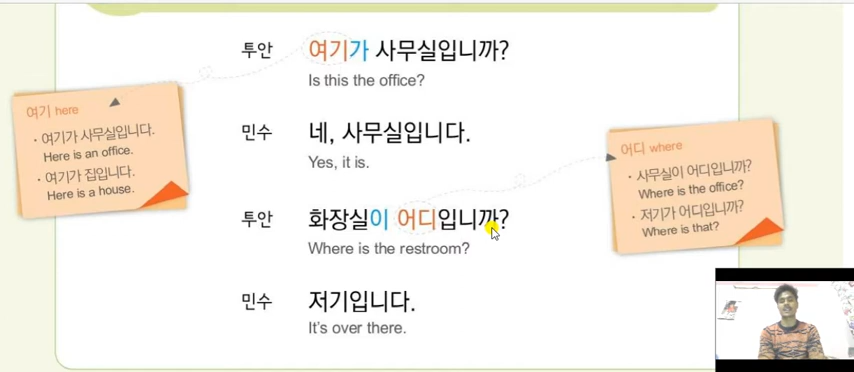 투안 여기가 사무실입니까?
Is this the office?
여기 here
· 여기가 사무실입니다.
Here is an office.
· 여기가 집입니다.
Here is a house.
민수 네, 사무실입니다.
Yes, it is.
어디 where
· 사무실이 어디입니까?
Where is the office?
· 저기가 어디입니까?
Where is that?
투안 화장실이 어디입니까?
Where is the restroom?
민수 저기입니다.
It's over there.